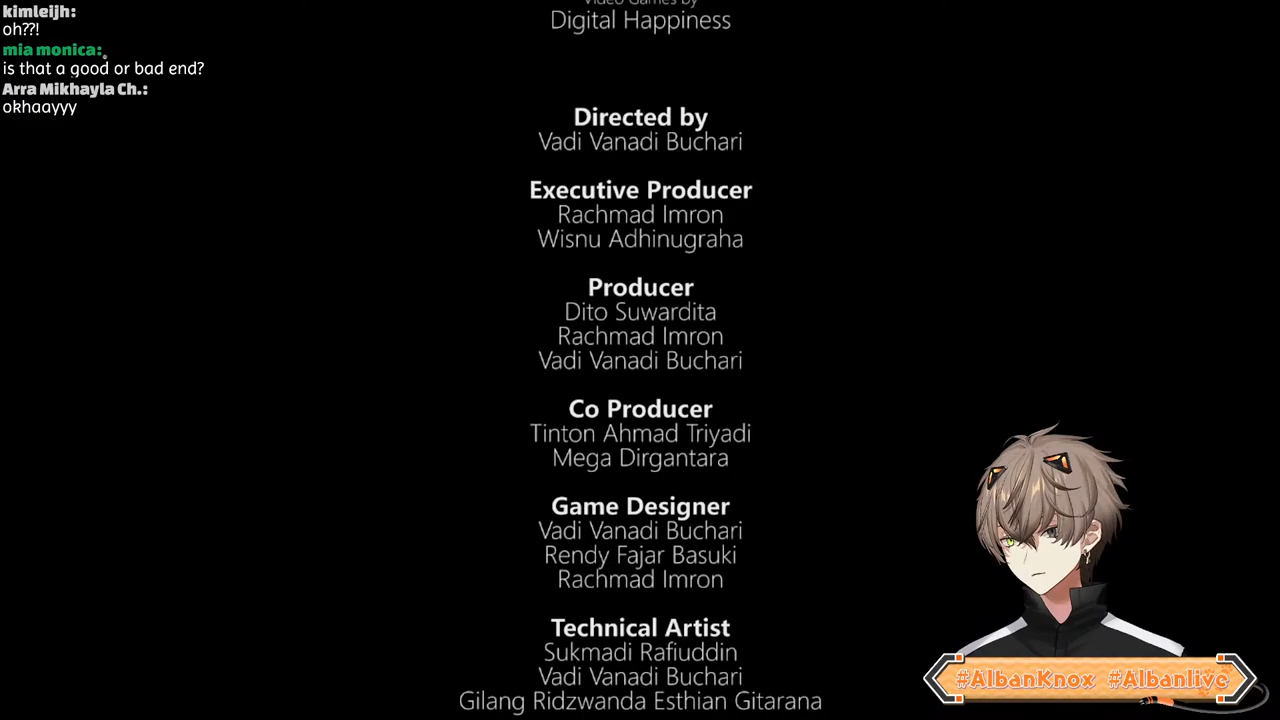 kimleijh:
oh??!
mia monica:
is that a good or bad end?
Arra Mikhayla Ch.:
okhaayyy
Video Games by
Digital Happiness
Directed by
Vadi Vanadi Buchari
Executive Producer
Rachmad Imron
Wisnu Adhinugraha
Producer
Dito Suwardita
Rachmad Imron
Vadi Vanadi Buchari
Co Producer
Tinton Ahmad Triyadi
Mega Dirgantara
Game Designer
Vadi Vanadi Buchari
Rendy Fajar Basuki
Rachmad Imron
Technical Artist
Sukmadi Rafiuddin
Vadi Vanadi Buchari
Gilang Ridzwanda Esthian Gitarana
#AlbanKnox #Albanlive